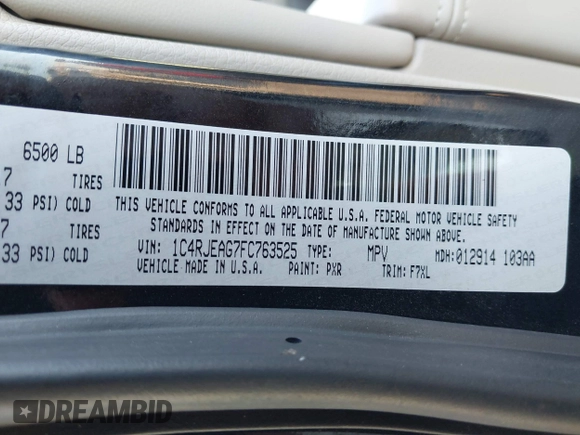 6500 LB
7 TIRES
33 PSI) COLD
7 TIRES
33 PSI) COLD
THIS VEHICLE CONFORMS TO ALL APPLICABLE U.S.A. FEDERAL MOTOR VEHICLE SAFETY
STANDARDS IN EFFECT ON THE DATE OF MANUFACTURE SHOWN ABOVE.
VIN: 1C4RJEAG7FC763525 TYPE: MPV MDH: 012914 103AA
VEHICLE MADE IN U.S.A. PAINT: PXR TRIM: F7XL
DREAMBID